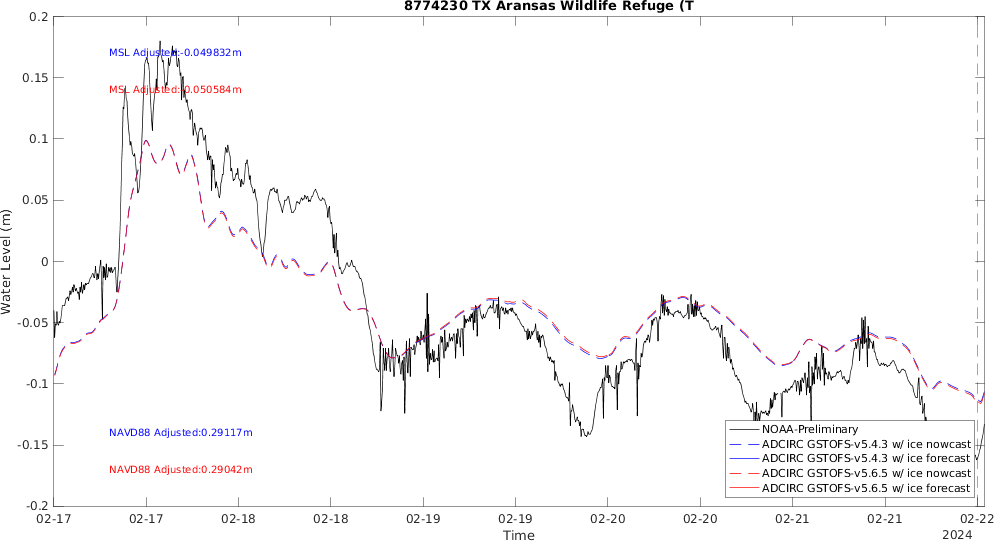 8774230 TX Aransas Wildlife Refuge (T
0.2
0.15
0.1
0.05
0
-0.05
-0.1
-0.15
-0.2
Water Level (m)
MSL Adjusted:-0.049832m
MSL Adjusted:-0.050584m
NAVD88 Adjusted:0.29117m
NAVD88 Adjusted:0.29042m
NOAA-Preliminary
ADCIRC GSTOFS-v5.4.3 w/ ice nowcast
ADCIRC GSTOFS-v5.4.3 w/ ice forecast
ADCIRC GSTOFS-v5.6.5 w/ ice nowcast
ADCIRC GSTOFS-v5.6.5 w/ ice forecast
02-17 02-17 02-18 02-18 02-19 02-19 02-20 02-20 02-21 02-21 02-22
Time
2024